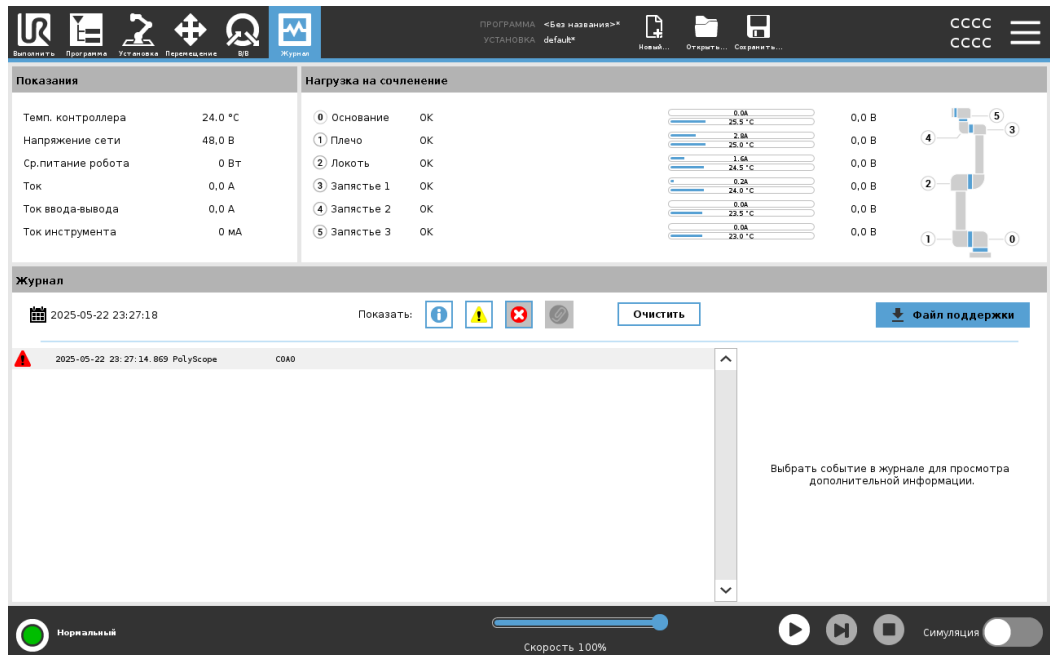 UR
Выполнить Программа Установка Перемещение В/В Журнал
ПРОГРАММА <Без названия>*
УСТАНОВКА default*
Новый... Открыть... Сохранить...
CCCC
CCCC
Показания
Темп. контроллера 24.0 °C
Напряжение сети 48,0 В
Ср.питание робота 0 Вт
Ток 0,0 А
Ток ввода-вывода 0,0 А
Ток инструмента 0 мА
Нагрузка на сочленение
0 Основание OK 0.0A 25.5 °C 0,0 В
1 Плечо OK 2.8A 25.0 °C 0,0 В
2 Локоть OK 1.6A 24.5 °C 0,0 В
3 Запястье 1 OK 0.2A 24.0 °C 0,0 В
4 Запястье 2 OK 0.0A 23.5 °C 0,0 В
5 Запястье 3 OK 0.0A 23.0 °C 0,0 В
5
3
4
2
1 0
Журнал
2025-05-22 23:27:18 Показать: Очистить Файл поддержки
2025-05-22 23:27:14.869 PolyScope C0A0
Выбрать событие в журнале для просмотра
дополнительной информации.
Нормальный
Скорость 100%
Симуляция